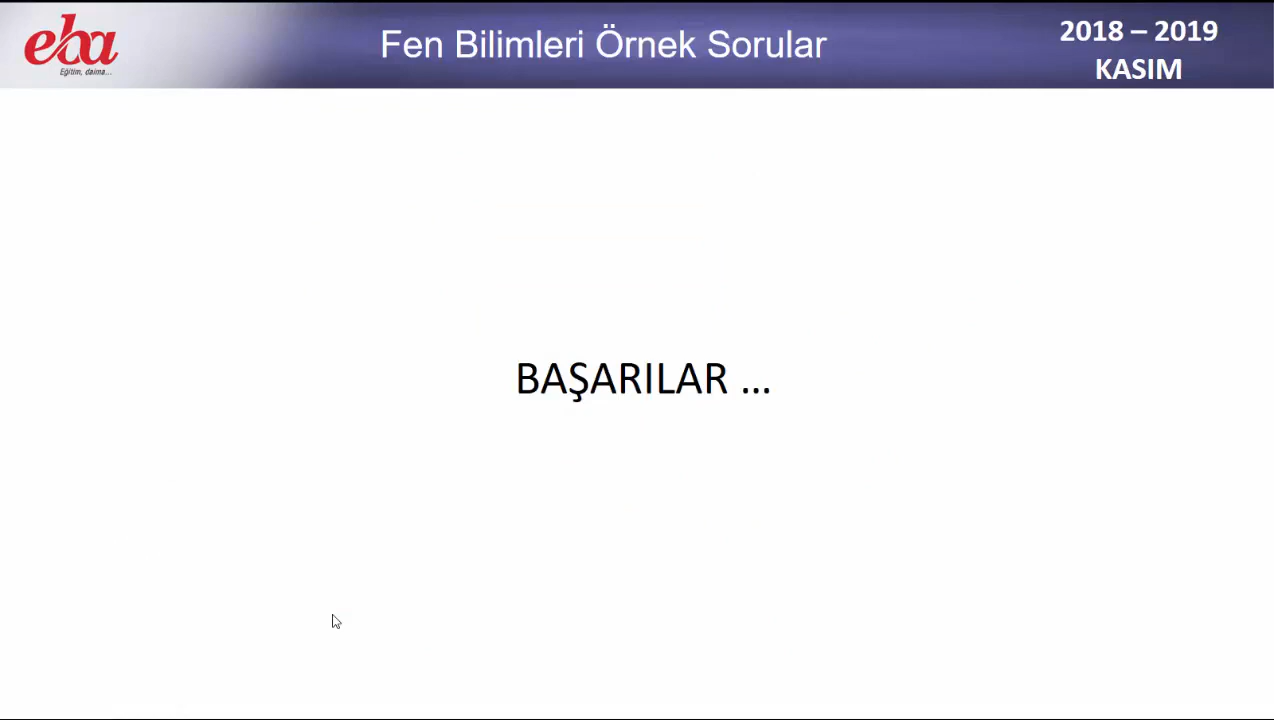 eba
Eğitim, daima...
Fen Bilimleri Örnek Sorular
2018 – 2019
KASIM
BAŞARILAR ...